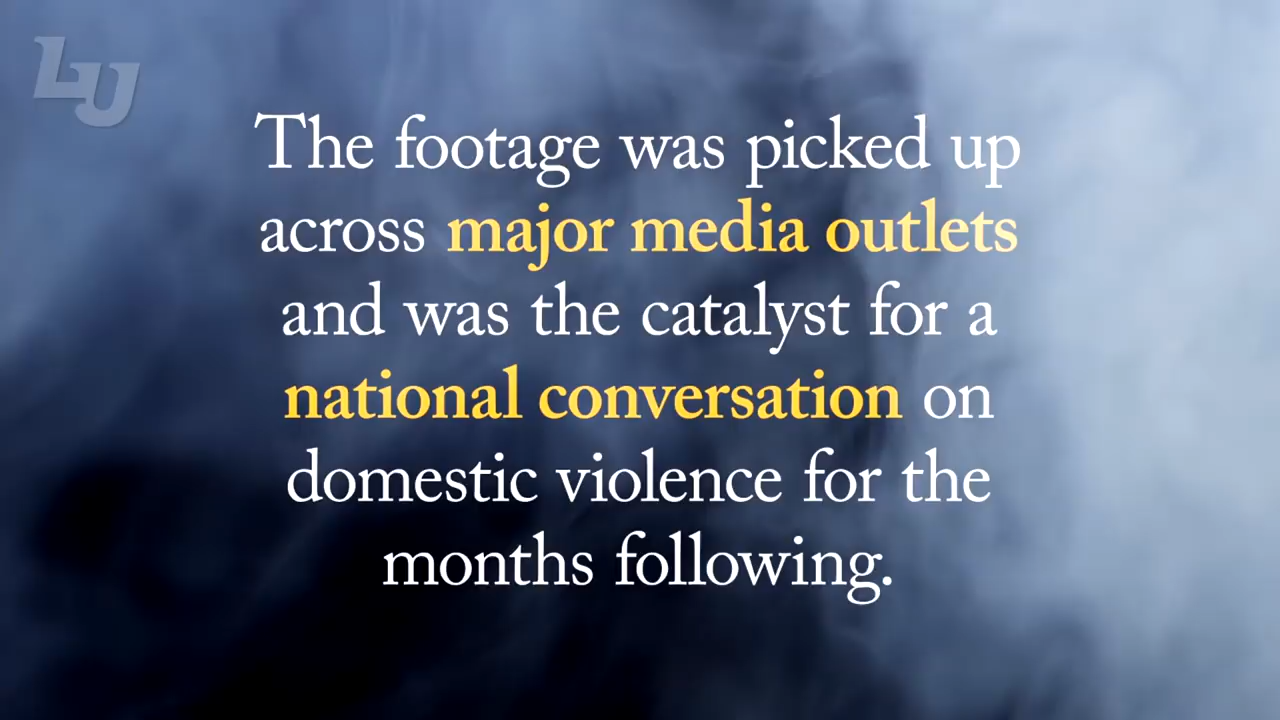 LU
The footage was picked up
across major media outlets
and was the catalyst for a
national conversation on
domestic violence for the
months following.